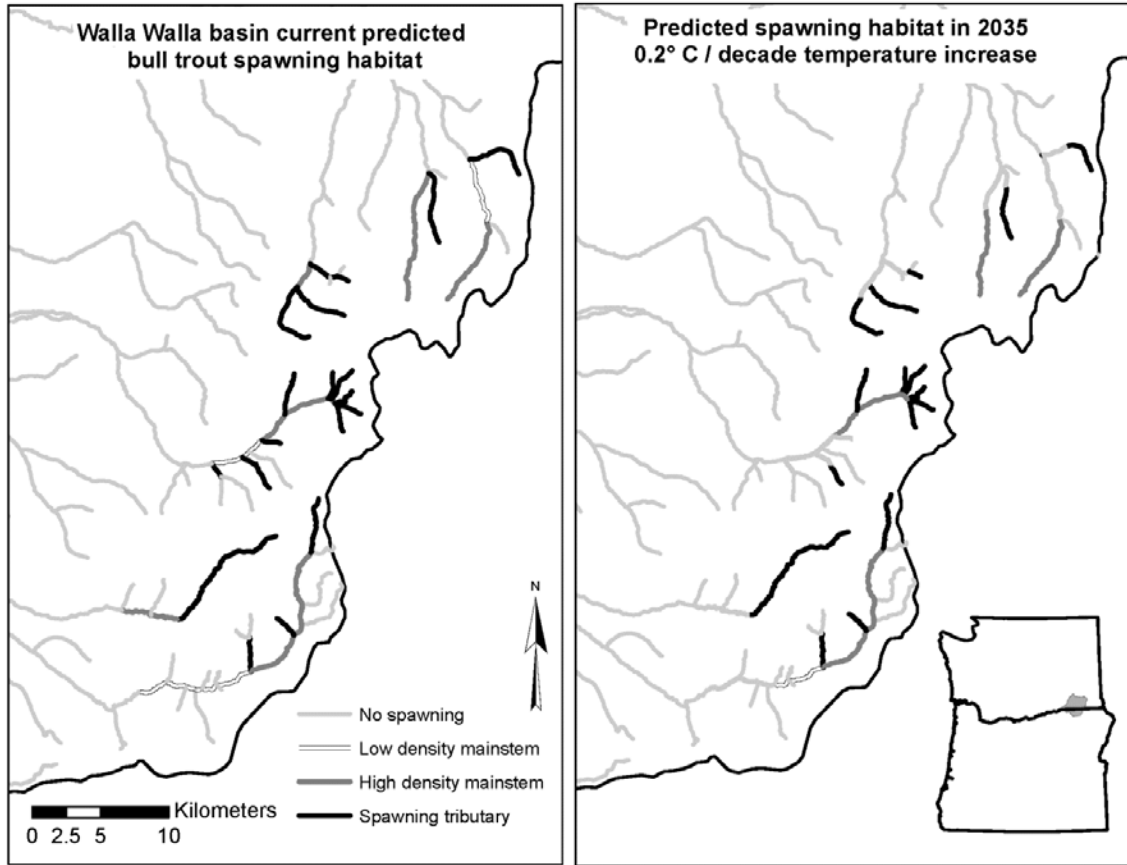 Walla Walla basin current predicted
bull trout spawning habitat
N
No spawning
Low density mainstem
High density mainstem
Spawning tributary
Kilometers
0 2.5 5 10
Predicted spawning habitat in 2035
0.2° C / decade temperature increase